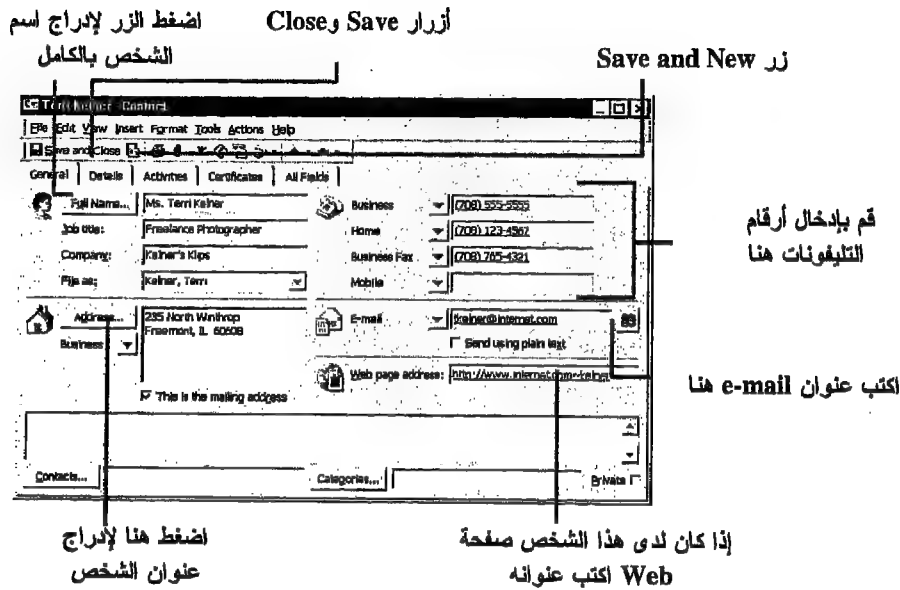 أزرار Save وClose
اضغط الزر لإدراج اسم
الشخص بالكامل
زر Save and New
Terri Kelner - Contact
File Edit View Insert Format Tools Actions Help
Save and Close
General Details Activities Certificates All Fields
Full Name... Ms. Terri Kelner
Job title: Freelance Photographer
Company: Kelner's Klips
File as: Kelner, Terri
Business (708) 555-5555
Home (708) 123-4567
Business Fax (708) 765-4321
Mobile
قم بإدخال أرقام
التليفونات هنا
Address... 235 North Winthrop
Freemont, IL 60608
Business
This is the mailing address
E-mail tkelner@internet.com
Send using plain text
Web page address: http://www.internet.com~kelner
اكتب عنوان e-mail هنا
Contacts... Categories... Private
اضغط هنا لإدراج
عنوان الشخص
إذا كان لدى هذا الشخص صفحة
Web اكتب عنوانه